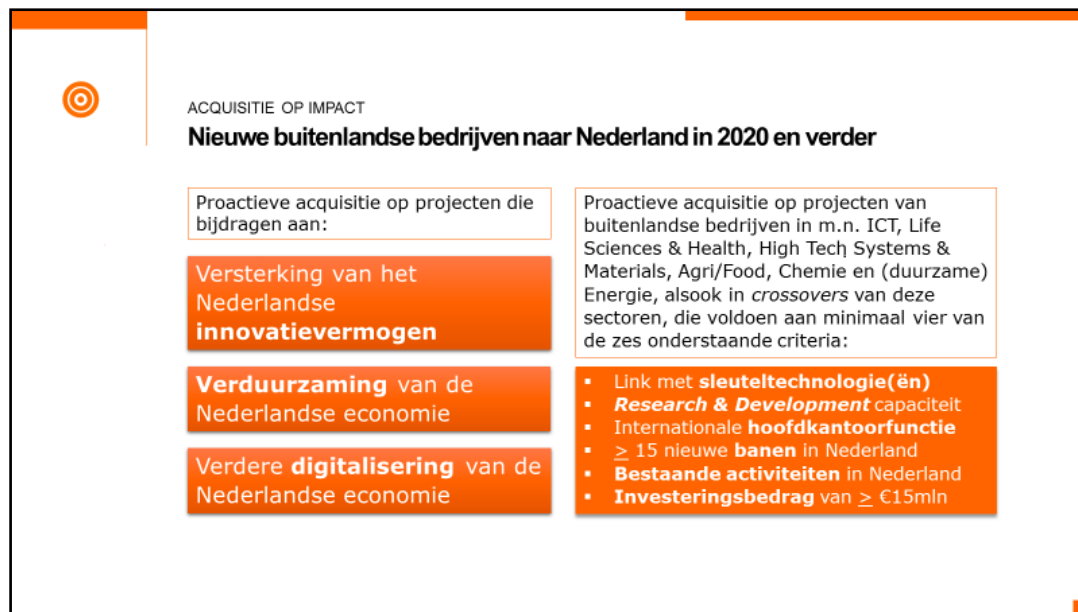 ACQUISITIE OP IMPACT
Nieuwe buitenlandse bedrijven naar Nederland in 2020 en verder
Proactieve acquisitie op projecten die
bijdragen aan:
Versterking van het
Nederlandse
innovatievermogen
Verduurzaming van de
Nederlandse economie
Verdere digitalisering van de
Nederlandse economie
Proactieve acquisitie op projecten van
buitenlandse bedrijven in m.n. ICT, Life
Sciences & Health, High Tech Systems &
Materials, Agri/Food, Chemie en (duurzame)
Energie, alsook in crossovers van deze
sectoren, die voldoen aan minimaal vier van
de zes onderstaande criteria:
▪ Link met sleuteltechnologie(ën)
▪ Research & Development capaciteit
▪ Internationale hoofdkantoorfunctie
▪ ≥ 15 nieuwe banen in Nederland
▪ Bestaande activiteiten in Nederland
▪ Investeringsbedrag van ≥ €15mln